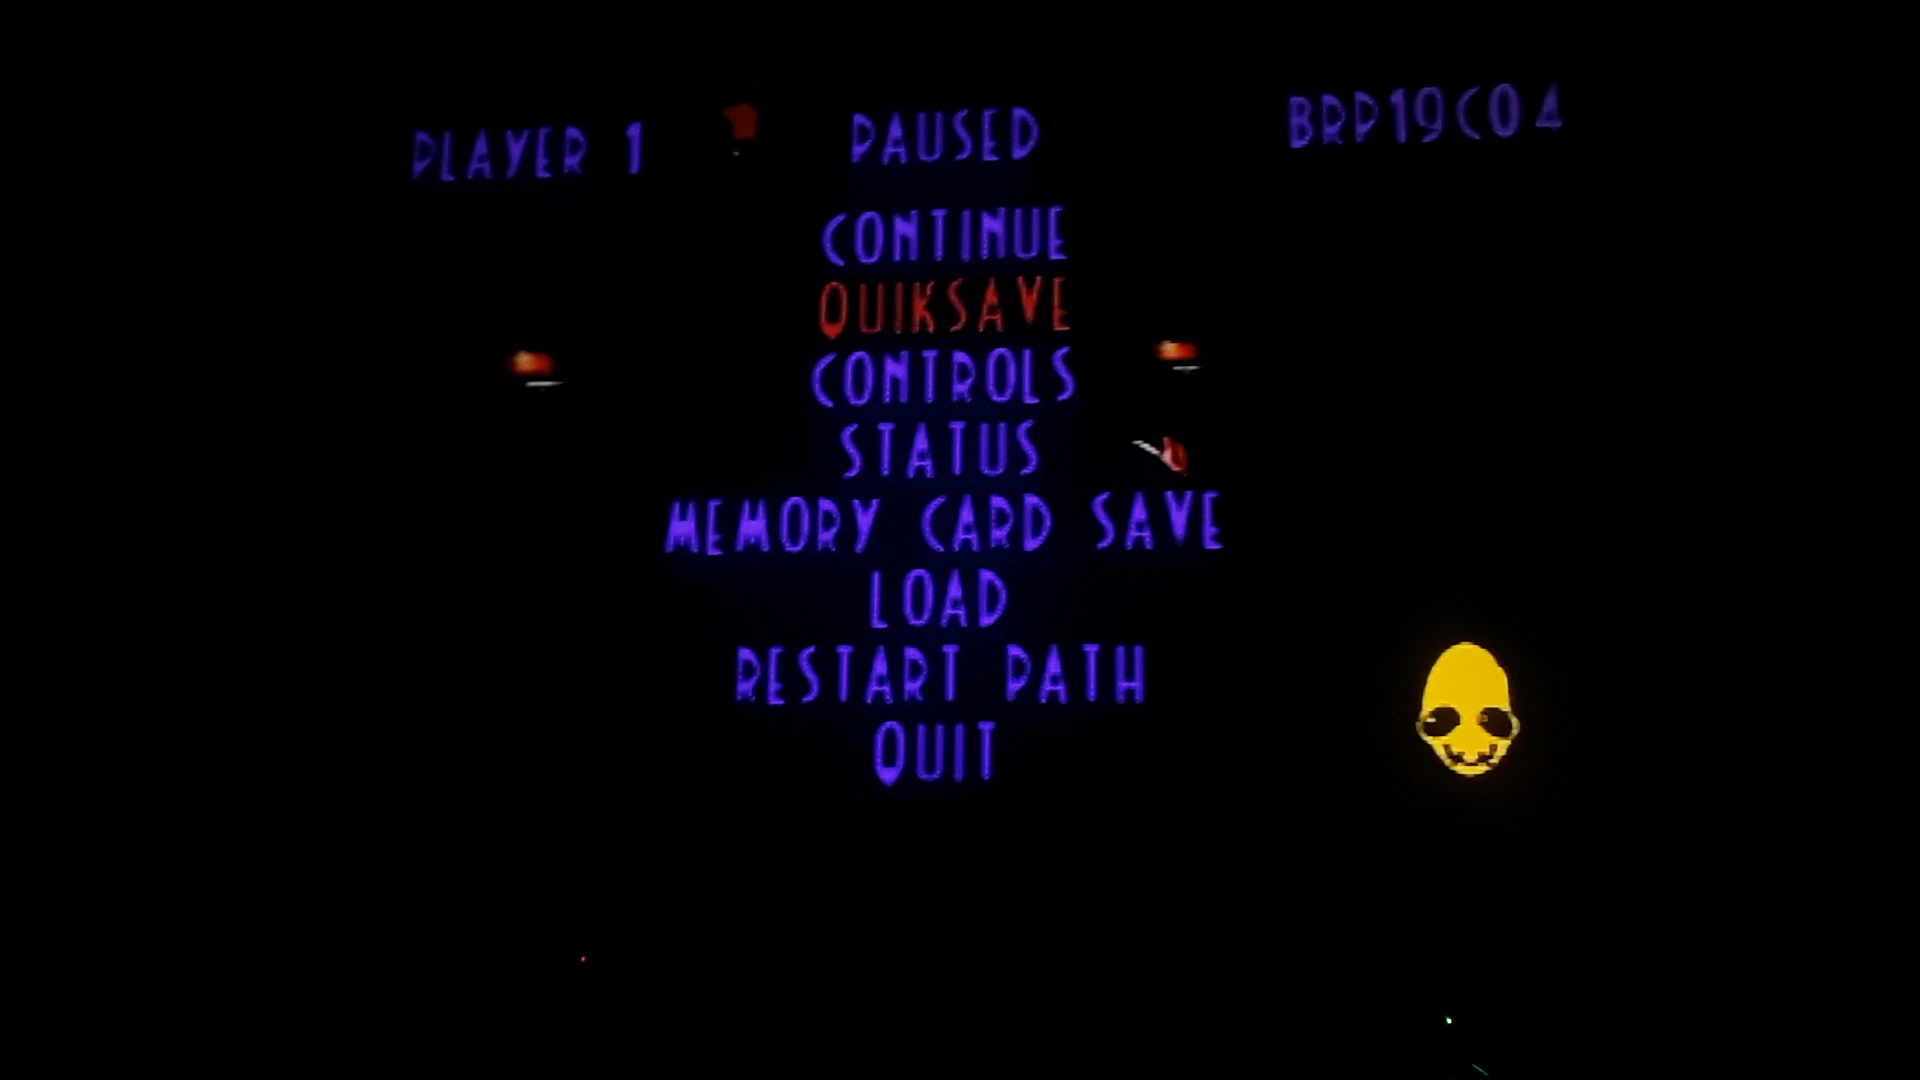 PLAYER 1 PAUSED BRP19C04
CONTINUE
QUIKSAVE
CONTROLS
STATUS
MEMORY CARD SAVE
LOAD
RESTART PATH
QUIT